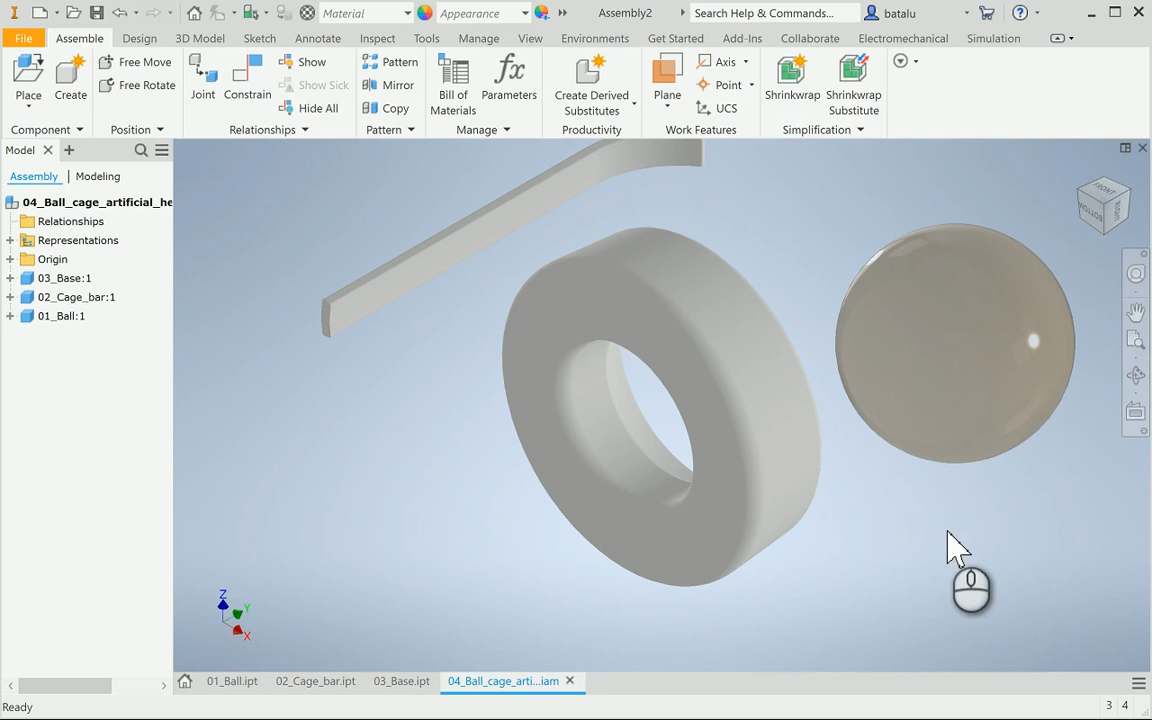 Material
Appearance
Assembly2
Search Help & Commands...
batalu
File
Assemble
Design
3D Model
Sketch
Annotate
Inspect
Tools
Manage
View
Environments
Get Started
Add-Ins
Collaborate
Electromechanical
Simulation
Place
Create
Free Move
Free Rotate
Joint
Constrain
Show
Show Sick
Hide All
Pattern
Mirror
Copy
Bill of
Materials
Parameters
Create Derived
Substitutes
Plane
Axis
Point
UCS
Shrinkwrap
Shrinkwrap
Substitute
Component
Position
Relationships
Pattern
Manage
Productivity
Work Features
Simplification
Model
Assembly
Modeling
04_Ball_cage_artificial_he
Relationships
Representations
Origin
03_Base:1
02_Cage_bar:1
01_Ball:1
FRONT
BOTTOM
RIGHT
Z
Y
X
01_Ball.ipt
02_Cage_bar.ipt
03_Base.ipt
04_Ball_cage_arti...iam
Ready
3 4